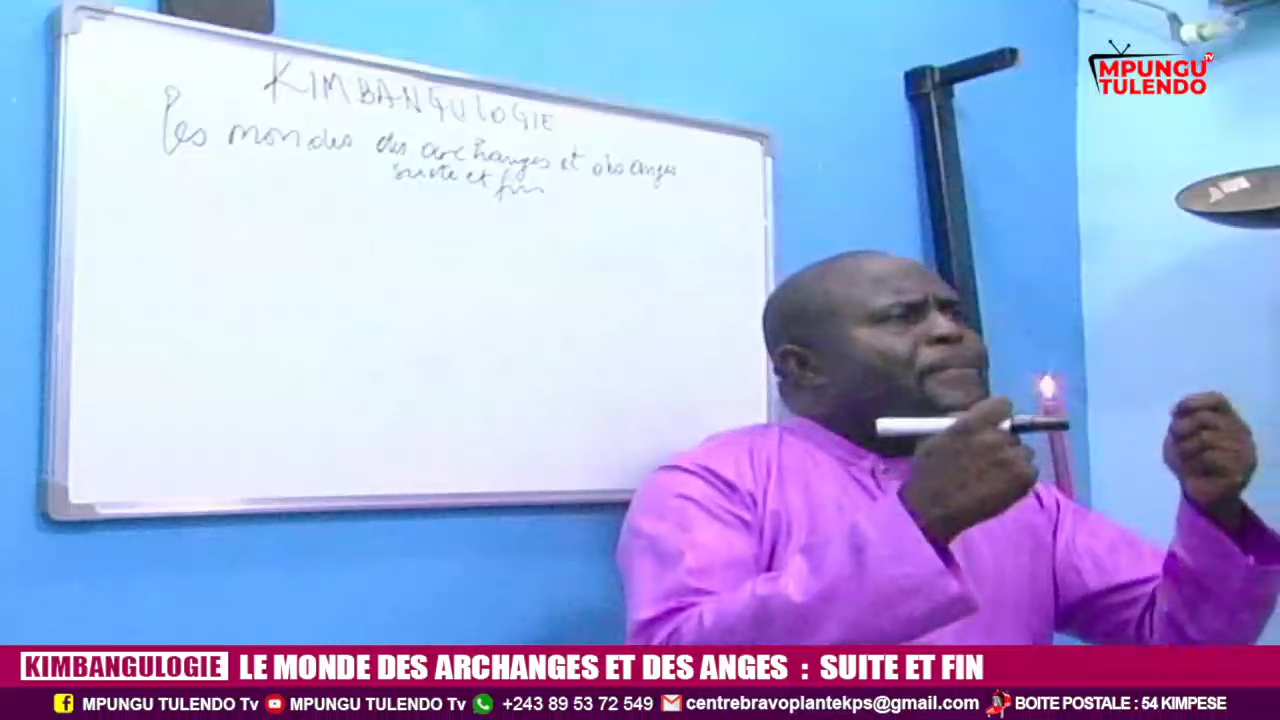 KIMBANGULOGIE
Les mondes des archanges et des anges
suite et fin
MPUNGU TV
TULENDO
KIMBANGULOGIE LE MONDE DES ARCHANGES ET DES ANGES : SUITE ET FIN
MPUNGU TULENDO Tv MPUNGU TULENDO Tv +243 89 53 72 549 centrebravoplantekps@gmail.com BOITE POSTALE : 54 KIMPESE